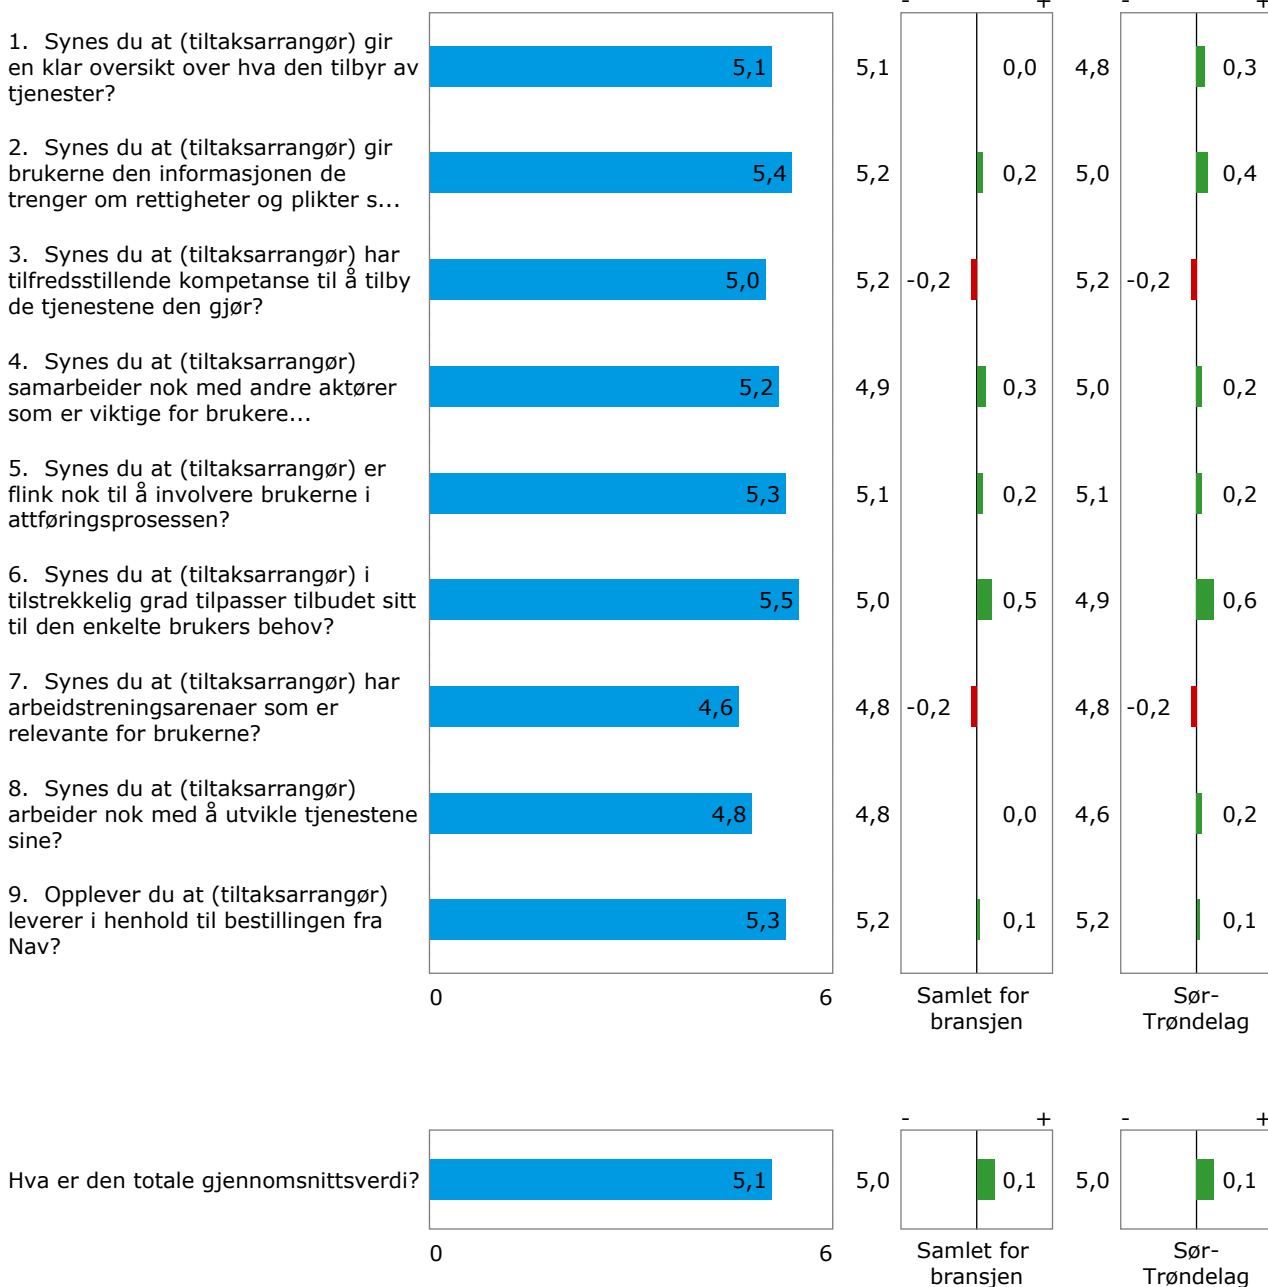 - + - +
1. Synes du at (tiltaksarrangør) gir
en klar oversikt over hva den tilbyr av
tjenester?
5,1 5,1 0,0 4,8 0,3
2. Synes du at (tiltaksarrangør) gir
brukerne den informasjonen de
trenger om rettigheter og plikter s...
5,4 5,2 0,2 5,0 0,4
3. Synes du at (tiltaksarrangør) har
tilfredsstillende kompetanse til å tilby
de tjenestene den gjør?
5,0 5,2 -0,2 5,2 -0,2
4. Synes du at (tiltaksarrangør)
samarbeider nok med andre aktører
som er viktige for brukere...
5,2 4,9 0,3 5,0 0,2
5. Synes du at (tiltaksarrangør) er
flink nok til å involvere brukerne i
attføringsprosessen?
5,3 5,1 0,2 5,1 0,2
6. Synes du at (tiltaksarrangør) i
tilstrekkelig grad tilpasser tilbudet sitt
til den enkelte brukers behov?
5,5 5,0 0,5 4,9 0,6
7. Synes du at (tiltaksarrangør) har
arbeidstreningsarenaer som er
relevante for brukerne?
4,6 4,8 -0,2 4,8 -0,2
8. Synes du at (tiltaksarrangør)
arbeider nok med å utvikle tjenestene
sine?
4,8 4,8 0,0 4,6 0,2
9. Opplever du at (tiltaksarrangør)
leverer i henhold til bestillingen fra
Nav?
5,3 5,2 0,1 5,2 0,1
0 6
Samlet for
bransjen
Sør-
Trøndelag
- + - +
Hva er den totale gjennomsnittsverdi? 5,1 5,0 0,1 5,0 0,1
0 6
Samlet for
bransjen
Sør-
Trøndelag